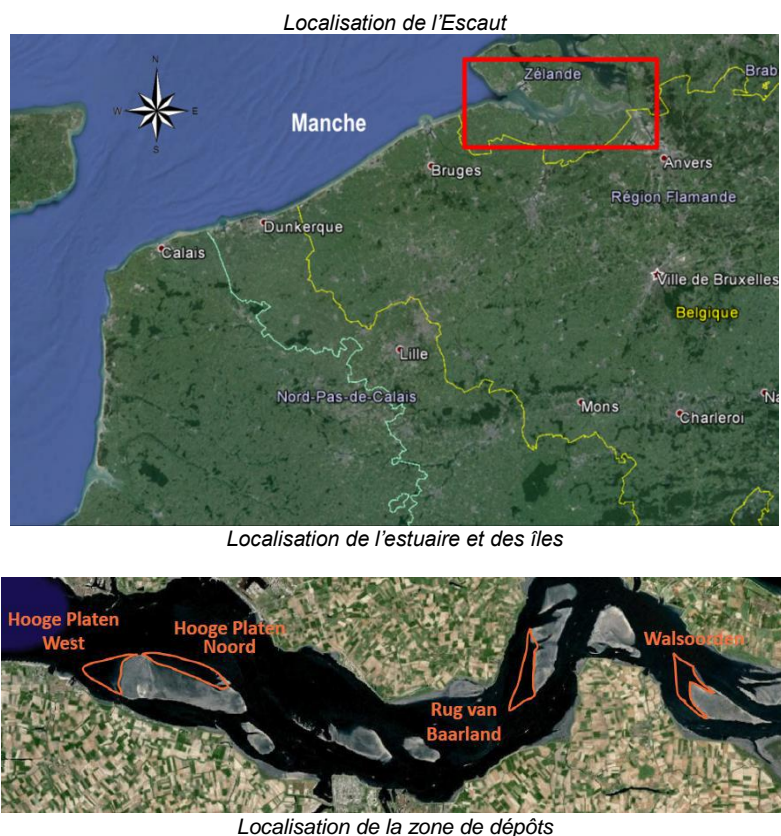 Localisation de l'Escaut
N
W
E
S
Zélande
Brab
Manche
Bruges
Anvers
Région Flamande
Dunkerque
Calais
Ville de Bruxelles
Belgique
Lille
Nord-Pas-de-Calais
Mons
Charleroi
Na
Localisation de l'estuaire et des îles
Hooge Platen
West
Hooge Platen
Noord
Walsoorden
Rug van
Baarland
Localisation de la zone de dépôts